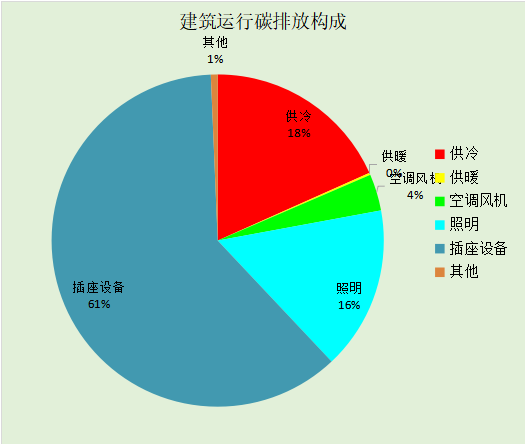 建筑运行碳排放构成
其他
1%
供冷
18%
供暖
0%
空调风机
4%
照明
16%
插座设备
61%
供冷
供暖
空调风机
照明
插座设备
其他